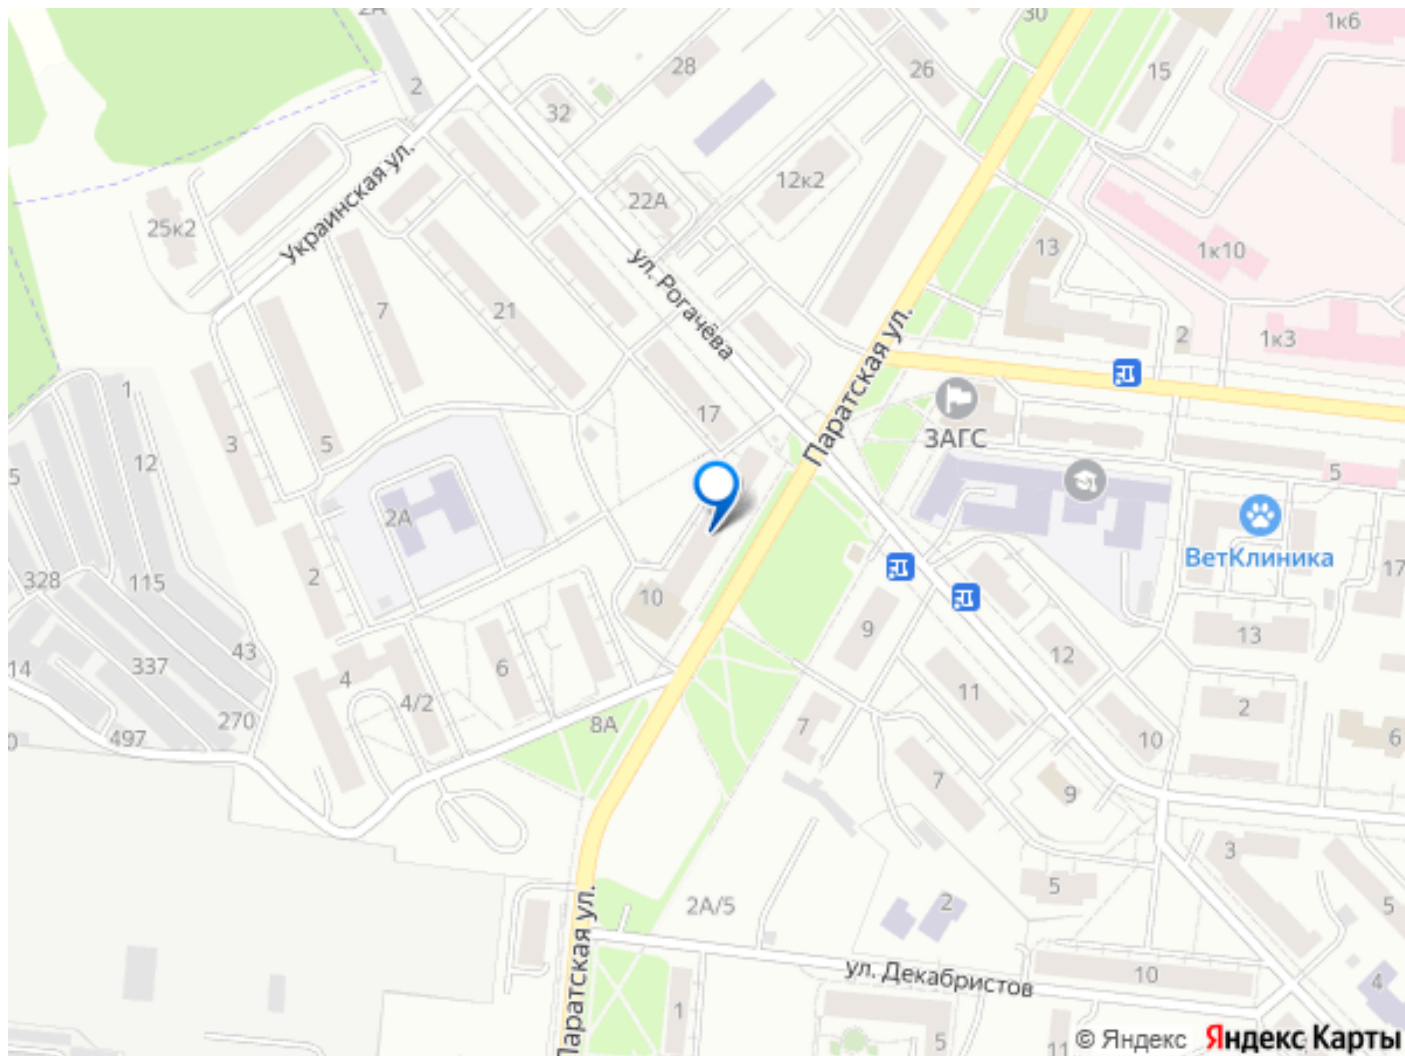 2А
30
1к6
28
26
15
2
32
22А
12к2
Украинская ул.
25к2
13
1к10
ул. Рогачёва
7
21
Паратская ул.
2
1к3
1
17
ЗАГС
3
5
12
5
5
2А
ВетКлиника
328
115
2
10
17
9
13
43
6
12
14
337
4
4/2
11
2
270
8А
7
10
6
497
0
7
9
3
5
2А/5
2
5
Паратская ул.
ул. Декабристов
10
4
1
5
11
© Яндекс Яндекс Карты